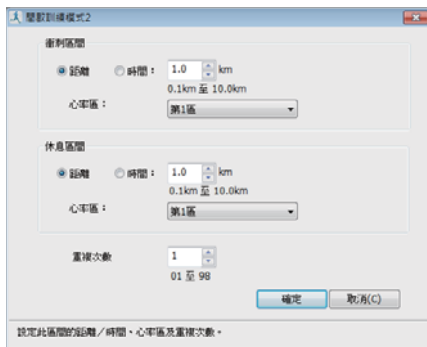 間歇訓練模式2
衝刺區間
距離 時間： 1.0 km
0.1km 至 10.0km
心率區： 第1區
休息區間
距離 時間： 1.0 km
0.1km 至 10.0km
心率區： 第1區
重複次數 1
01 至 98
確定 取消(C)
設定此區間的距離／時間、心率區及重複次數。